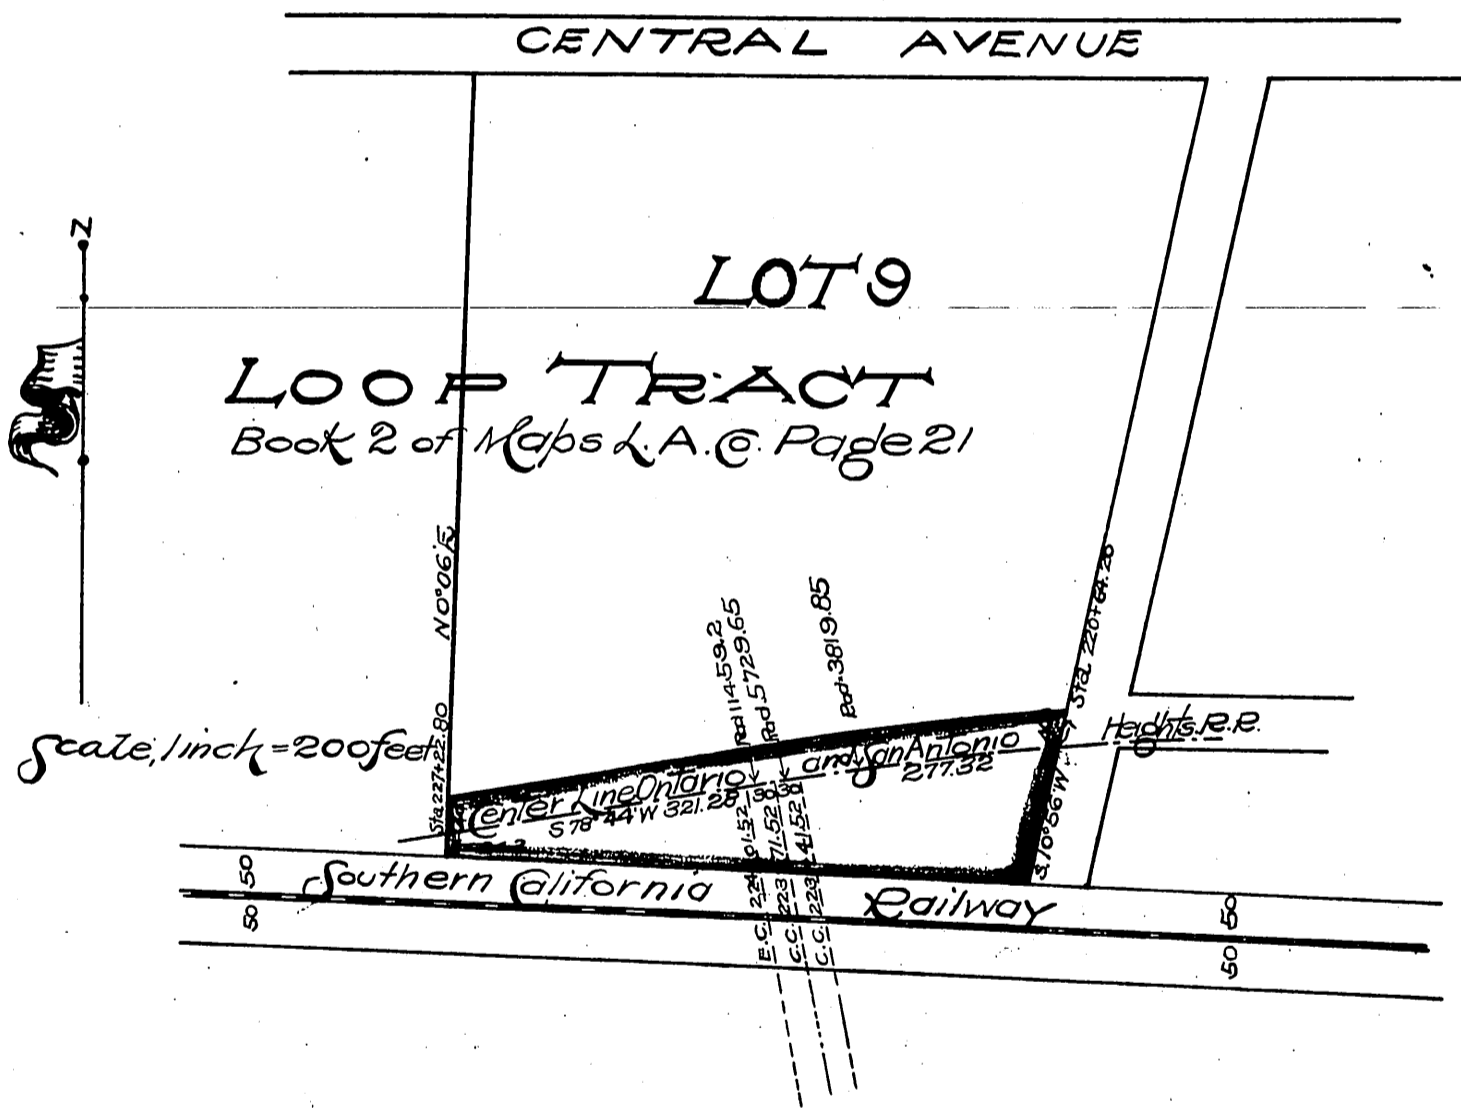 CENTRAL AVENUE
N
LOT 9
LOOP TRACT
Book 2 of Maps L.A.Co. Page 21
N 0°06'E
Rad 11459.2
Rad. 5729.65
Rad. 3819.85
Sta. 220+64.20
Scale, 1 inch = 200 feet
Sta 227+22.80
Center Line Ontario and San Antonio Heights R.R.
S 78°44'W 321.28
30
30
277.32
S. 10°56'W
E.C. 224+01.52
C.C. 223+71.52
C.C. 223+41.52
50
50
Southern California Railway
50
50